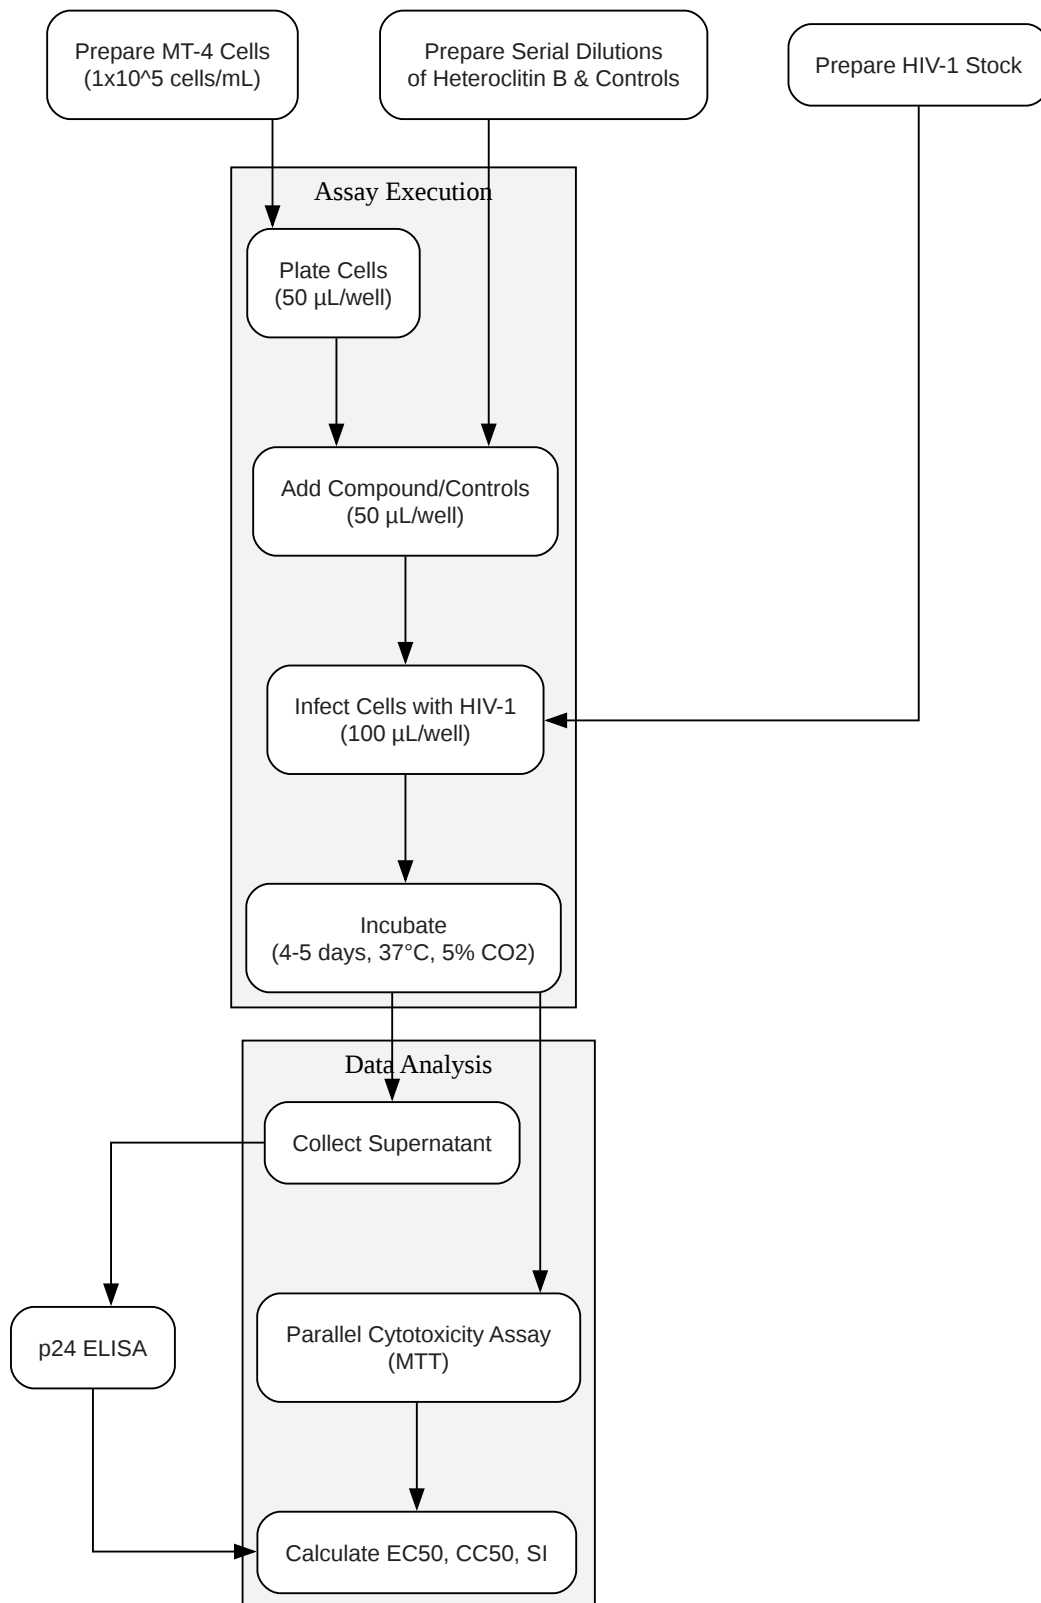 Prepare MT-4 Cells
(1x10^5 cells/mL)
Prepare Serial Dilutions
of Heteroclitin B & Controls
Prepare HIV-1 Stock
Assay Execution
Plate Cells
(50 µL/well)
Add Compound/Controls
(50 µL/well)
Infect Cells with HIV-1
(100 µL/well)
Incubate
(4-5 days, 37°C, 5% CO2)
Data Analysis
Collect Supernatant
p24 ELISA
Parallel Cytotoxicity Assay
(MTT)
Calculate EC50, CC50, SI